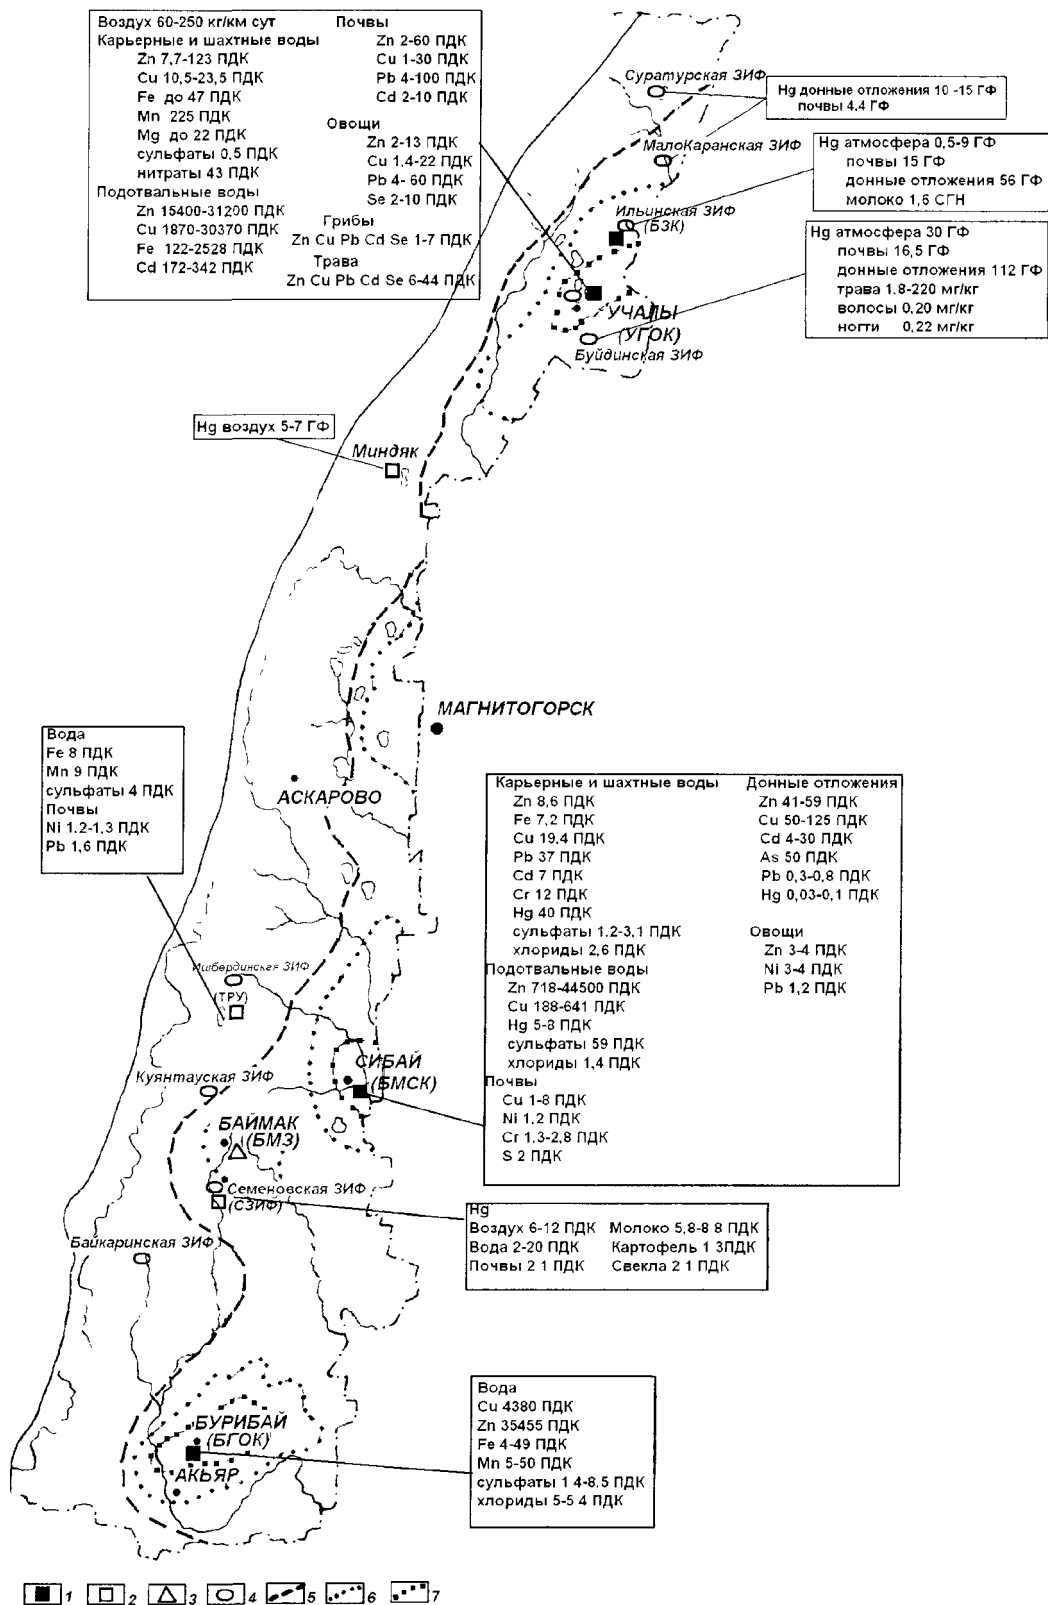 Воздух 60-250 кг/км сут
Карьерные и шахтные воды
Zn 7,7-123 ПДК
Cu 10,5-23,5 ПДК
Fe до 47 ПДК
Mn 225 ПДК
Mg до 22 ПДК
сульфаты 0,5 ПДК
нитраты 43 ПДК
Подотвальные воды
Zn 15400-31200 ПДК
Cu 1870-30370 ПДК
Fe 122-2528 ПДК
Cd 172-342 ПДК
Почвы
Zn 2-60 ПДК
Cu 1-30 ПДК
Pb 4-100 ПДК
Cd 2-10 ПДК
Овощи
Zn 2-13 ПДК
Cu 1,4-22 ПДК
Pb 4- 60 ПДК
Se 2-10 ПДК
Грибы
Zn Cu Pb Cd Se 1-7 ПДК
Трава
Zn Cu Pb Cd Se 6-44 ПДК
Суратурская ЗИФ
Hg донные отложения 10 -15 ГФ
почвы 4.4 ГФ
МалоКаранская ЗИФ
Hg атмосфера 0,5-9 ГФ
почвы 15 ГФ
донные отложения 56 ГФ
молоко 1,6 СГН
Ильинская ЗИФ
(БЗК)
Hg атмосфера 30 ГФ
почвы 16,5 ГФ
донные отложения 112 ГФ
трава 1.8-220 мг/кг
волосы 0,20 мг/кг
ногти 0,22 мг/кг
УЧАЛЫ
(УГОК)
Буйдинская ЗИФ
Hg воздух 5-7 ГФ
Миндяк
МАГНИТОГОРСК
Вода
Fe 8 ПДК
Mn 9 ПДК
сульфаты 4 ПДК
Почвы
Ni 1.2-1,3 ПДК
Pb 1,6 ПДК
АСКАРОВО
Карьерные и шахтные воды
Zn 8,6 ПДК
Fe 7,2 ПДК
Cu 19,4 ПДК
Pb 37 ПДК
Cd 7 ПДК
Cr 12 ПДК
Hg 40 ПДК
сульфаты 1.2-3,1 ПДК
хлориды 2,6 ПДК
Подотвальные воды
Zn 718-44500 ПДК
Cu 188-641 ПДК
Hg 5-8 ПДК
сульфаты 59 ПДК
хлориды 1,4 ПДК
Почвы
Cu 1-8 ПДК
Ni 1,2 ПДК
Cr 1,3-2,8 ПДК
S 2 ПДК
Донные отложения
Zn 41-59 ПДК
Cu 50-125 ПДК
Cd 4-30 ПДК
As 50 ПДК
Pb 0,3-0,8 ПДК
Hg 0,03-0,1 ПДК
Овощи
Zn 3-4 ПДК
Ni 3-4 ПДК
Pb 1,2 ПДК
Ишбердинская ЗИФ
(ТРУ)
СИБАЙ
(БМСК)
Куянтауская ЗИФ
БАЙМАК
(БМЗ)
Семеновская ЗИФ
(СЗИФ)
Hg
Воздух 6-12 ПДК Молоко 5,8-8 8 ПДК
Вода 2-20 ПДК Картофель 1 3ПДК
Почвы 2 1 ПДК Свекла 2 1 ПДК
Байкаринская ЗИФ
Вода
Cu 4380 ПДК
Zn 35455 ПДК
Fe 4-49 ПДК
Mn 5-50 ПДК
сульфаты 1 4-8.5 ПДК
хлориды 5-5 4 ПДК
БУРИБАЙ
(БГОК)
АКЬЯР
1 2 3 4 5 6 7